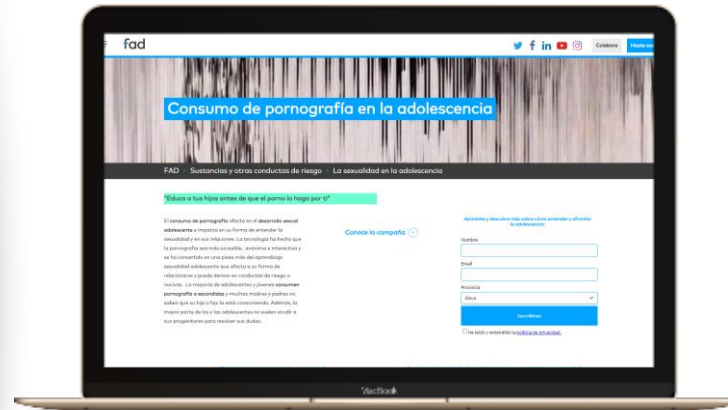 fad
Colabora
Consumo de pornografía en la adolescencia
FAD Sustancias y otras conductas de riesgo La sexualidad en la adolescencia
"Educa a tus hijos antes de que el porno lo haga por ti"
El consumo de pornografía afecta en el desarrollo sexual
adolescente e impacta en su forma de entender la
sexualidad y en sus relaciones. La tecnología ha hecho que
la pornografía sea más accesible, anónima e interactiva y
se ha convertido en una pieza más del aprendizaje
sexualidad adolescente que afecta a su forma de
relacionarse y puede derivar en conductas de riesgo o
nocivas. La mayoría de adolescentes y jóvenes consumen
pornografía a escondidas y muchas madres y padres no
saben que su hija o hijo la está consumiendo. Además, la
mayor parte de los y las adolescentes no suelen acudir a
sus progenitores para resolver sus dudas.
Conoce la campaña
Apúntate y descubre más sobre cómo entender y afrontar
la adolescencia:
Nombre
Email
Provincia
Álava
Suscribirme
He leído y entendido la política de privacidad.
MacBook